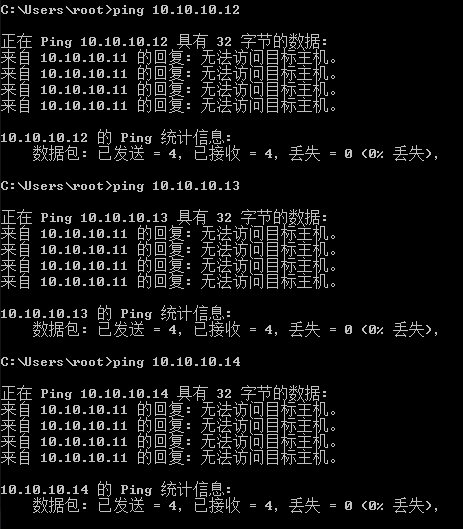 C:\Users\root>ping 10.10.10.12
正在 Ping 10.10.10.12 具有 32 字节的数据:
来自 10.10.10.11 的回复: 无法访问目标主机。
来自 10.10.10.11 的回复: 无法访问目标主机。
来自 10.10.10.11 的回复: 无法访问目标主机。
来自 10.10.10.11 的回复: 无法访问目标主机。
10.10.10.12 的 Ping 统计信息:
数据包: 已发送 = 4, 已接收 = 4, 丢失 = 0 (0% 丢失),
C:\Users\root>ping 10.10.10.13
正在 Ping 10.10.10.13 具有 32 字节的数据:
来自 10.10.10.11 的回复: 无法访问目标主机。
来自 10.10.10.11 的回复: 无法访问目标主机。
来自 10.10.10.11 的回复: 无法访问目标主机。
来自 10.10.10.11 的回复: 无法访问目标主机。
10.10.10.13 的 Ping 统计信息:
数据包: 已发送 = 4, 已接收 = 4, 丢失 = 0 (0% 丢失),
C:\Users\root>ping 10.10.10.14
正在 Ping 10.10.10.14 具有 32 字节的数据:
来自 10.10.10.11 的回复: 无法访问目标主机。
来自 10.10.10.11 的回复: 无法访问目标主机。
来自 10.10.10.11 的回复: 无法访问目标主机。
来自 10.10.10.11 的回复: 无法访问目标主机。
10.10.10.14 的 Ping 统计信息:
数据包: 已发送 = 4, 已接收 = 4, 丢失 = 0 (0% 丢失),